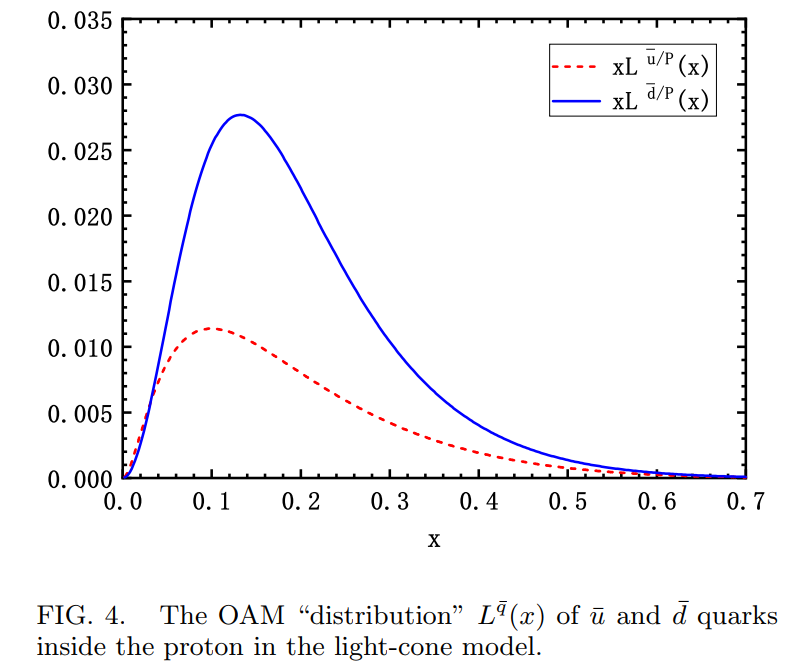 0.035
0.030
0.025
0.020
0.015
0.010
0.005
0.000
xL ū/P (x)
xL d̄/P (x)
0.0 0.1 0.2 0.3 0.4 0.5 0.6 0.7
x
FIG. 4. The OAM “distribution” L^q̄(x) of ū and d̄ quarks
inside the proton in the light-cone model.